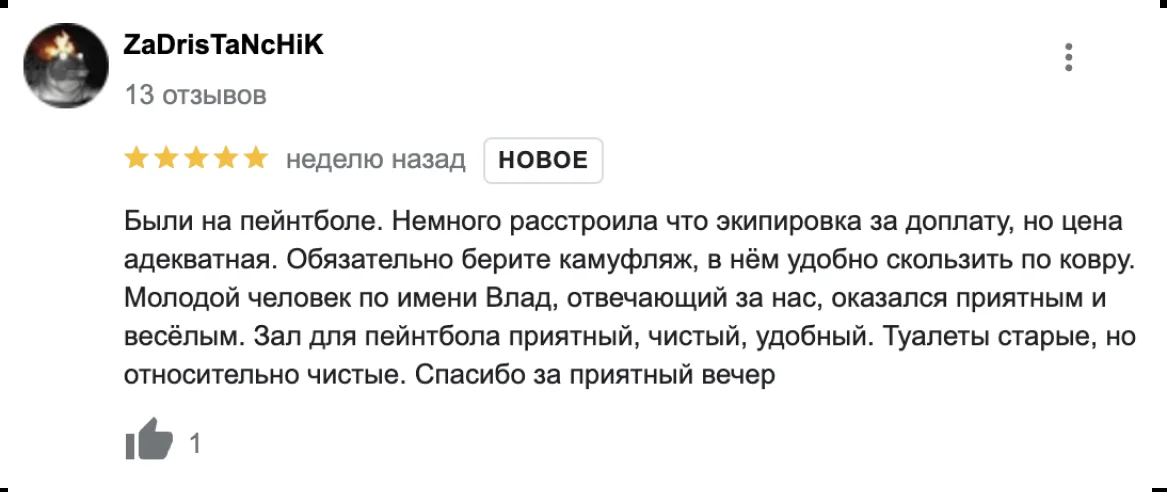 ZaDrisTaNcHiK
13 отзывов
неделю назад НОВОЕ
Были на пейнтболе. Немного расстроила что экипировка за доплату, но цена
адекватная. Обязательно берите камуфляж, в нём удобно скользить по ковру.
Молодой человек по имени Влад, отвечающий за нас, оказался приятным и
весёлым. Зал для пейнтбола приятный, чистый, удобный. Туалеты старые, но
относительно чистые. Спасибо за приятный вечер
1